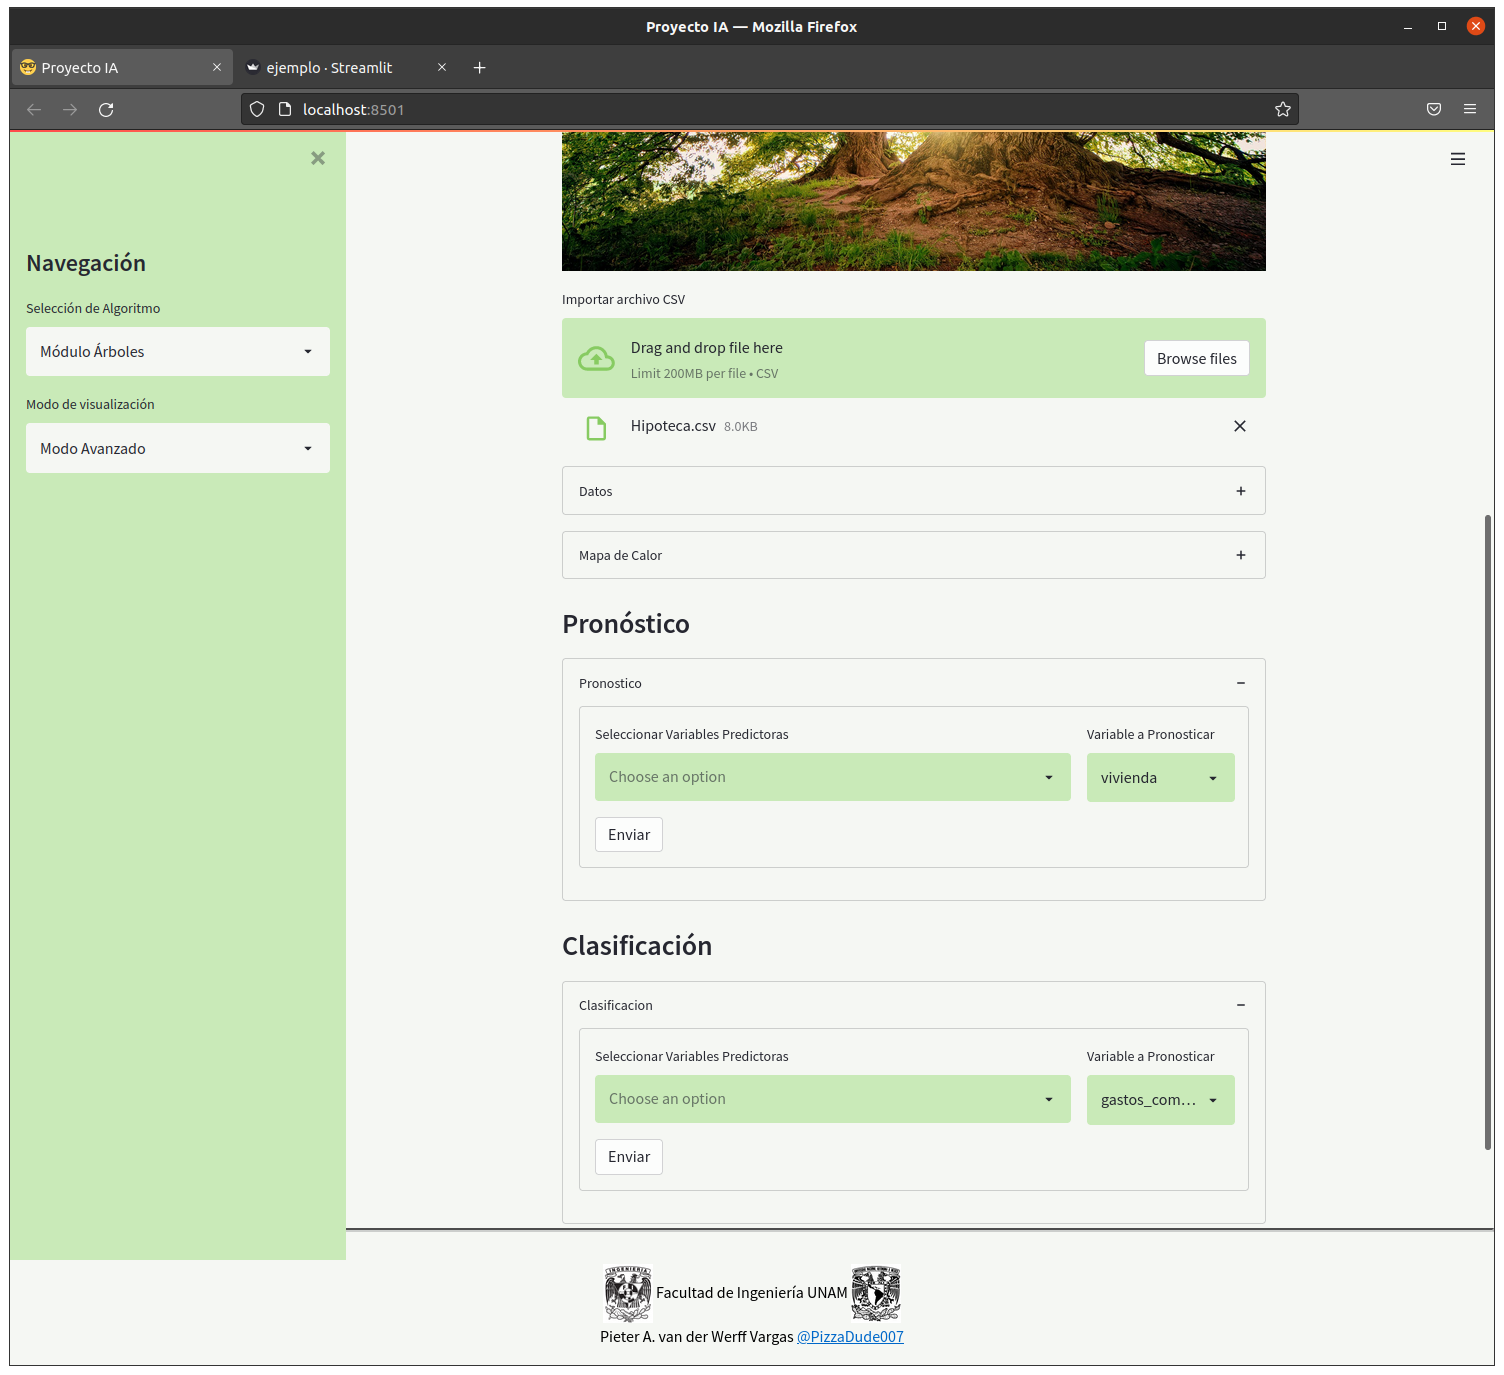 Proyecto IA — Mozilla Firefox
Proyecto IA
ejemplo · Streamlit
localhost:8501
Navegación
Selección de Algoritmo
Módulo Árboles
Modo de visualización
Modo Avanzado
Importar archivo CSV
Drag and drop file here
Limit 200MB per file • CSV
Browse files
Hipoteca.csv 8.0KB
Datos
Mapa de Calor
Pronóstico
Pronostico
Seleccionar Variables Predictoras
Variable a Pronosticar
Choose an option
vivienda
Enviar
Clasificación
Clasificacion
Seleccionar Variables Predictoras
Variable a Pronosticar
Choose an option
gastos_com...
Enviar
INGENIERIA
Facultad de Ingeniería UNAM
Pieter A. van der Werff Vargas @PizzaDude007